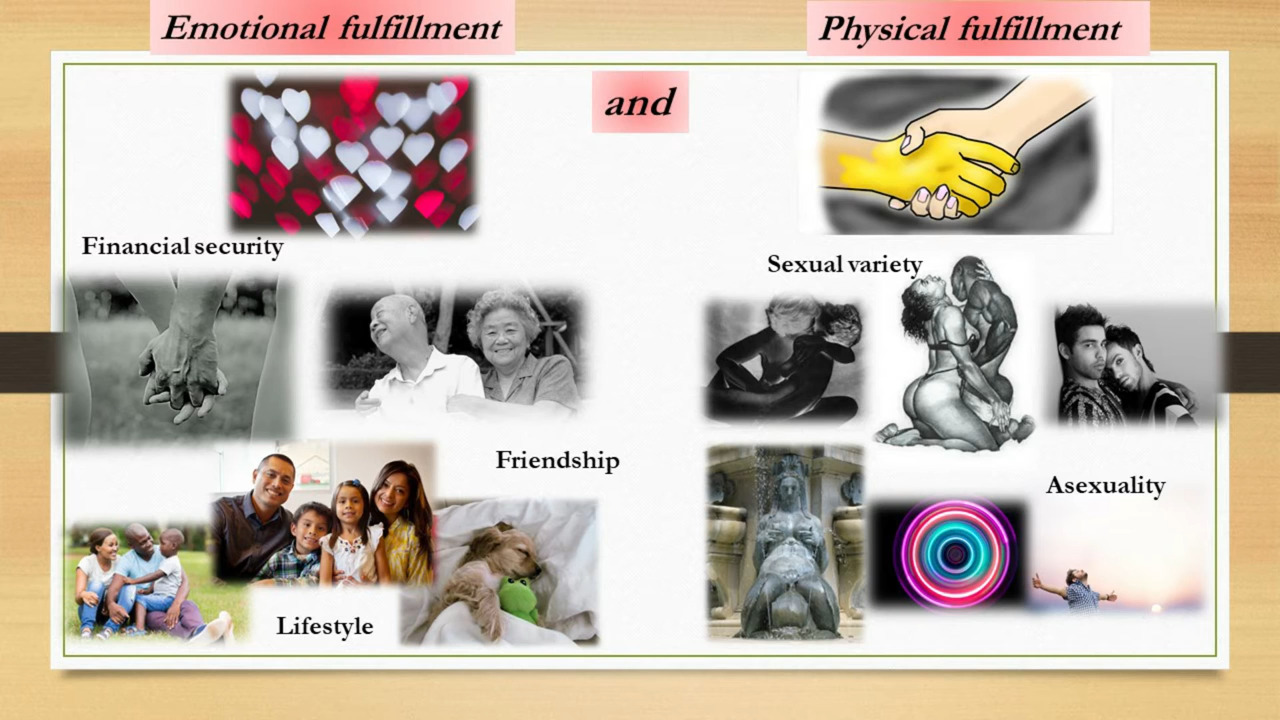 Emotional fulfillment
and
Physical fulfillment
Financial security
Friendship
Lifestyle
Sexual variety
Asexuality